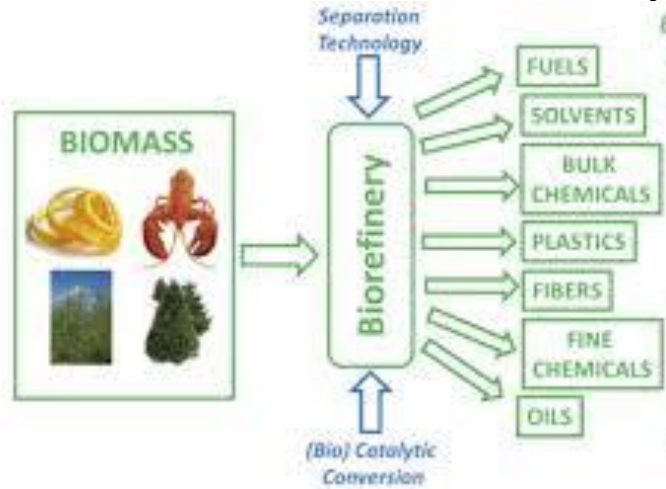 Separation
Technology
BIOMASS
Biorefinery
FUELS
SOLVENTS
BULK
CHEMICALS
PLASTICS
FIBERS
FINE
CHEMICALS
OILS
(Bio) Catalytic
Conversion